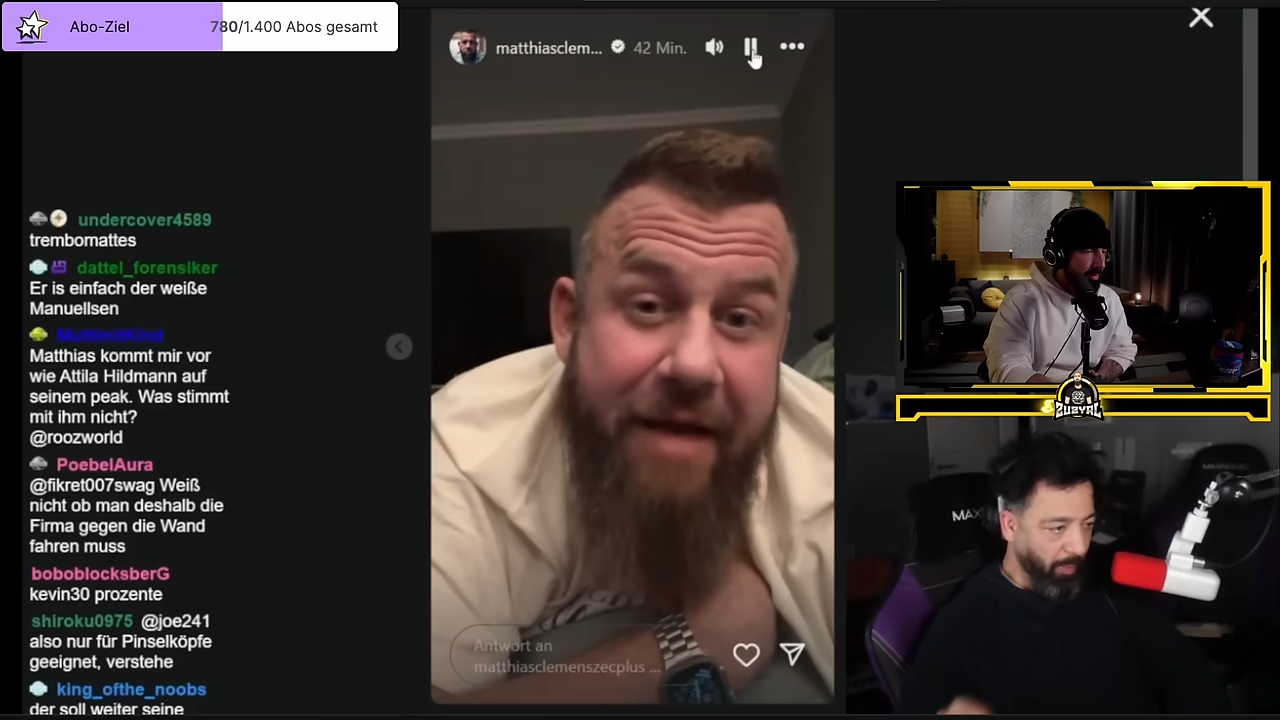 Abo-Ziel
780/1.400 Abos gesamt
matthiasclem... 42 Min.
undercover4589
trembomattes
dattel_forensiker
Er is einfach der weiße
Manuellsen
Matthias kommt mir vor
wie Attila Hildmann auf
seinem peak. Was stimmt
mit ihm nicht?
@roozworld
PoebelAura
@fikret007swag Weiß
nicht ob man deshalb die
Firma gegen die Wand
fahren muss
boboblocksberG
kevin30 prozente
shiroku0975 @joe241
also nur für Pinselköpfe
geeignet, verstehe
king_ofthe_noobs
der soll weiter seine
Antwort an
matthiasclemenszecplus ...
ZUBYAL
MAX